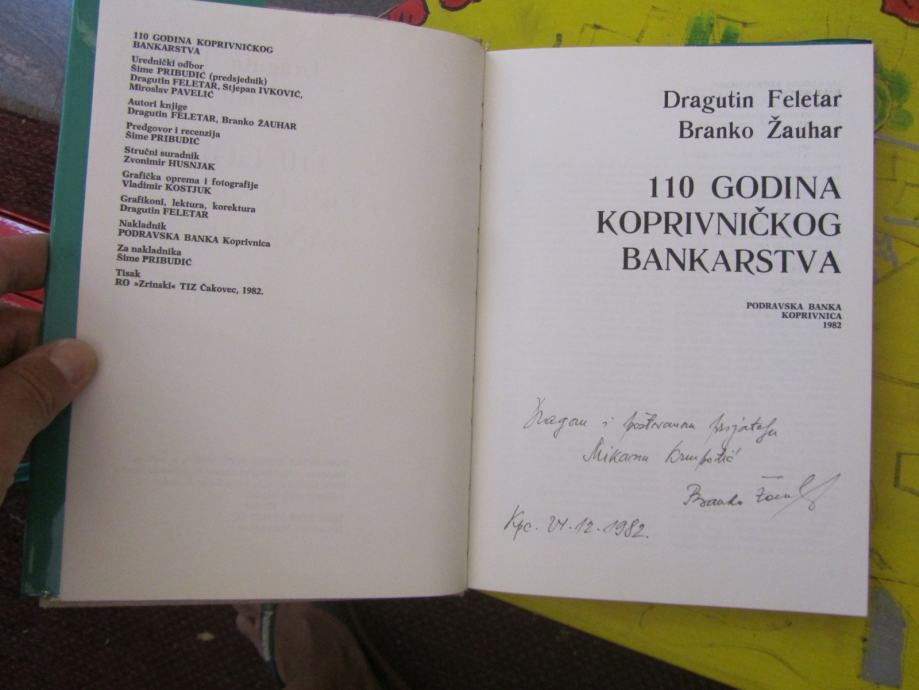 110 GODINA KOPRIVNIČKOG
BANKARSTVA
Urednički odbor
Šime PRIBUDIĆ (predsjednik)
Dragutin FELETAR, Stjepan IVKOVIĆ,
Miroslav PAVELIĆ
Autori knjige
Dragutin FELETAR, Branko ŽAUHAR
Predgovor i recenzija
Šime PRIBUDIĆ
Stručni suradnik
Zvonimir HUSNJAK
Grafička oprema i fotografije
Vladimir KOSTJUK
Grafikoni, lektura, korektura
Dragutin FELETAR
Nakladnik
PODRAVSKA BANKA Koprivnica
Za nakladnika
Šime PRIBUDIĆ
Tisak
RO »Zrinski« TIZ Čakovec, 1982.
Dragutin Feletar
Branko Žauhar
110 GODINA
KOPRIVNIČKOG
BANKARSTVA
PODRAVSKA BANKA
KOPRIVNICA
1982
Dragom i poštovanom prijatelju
Branko
Kpc. 24.12.1982.